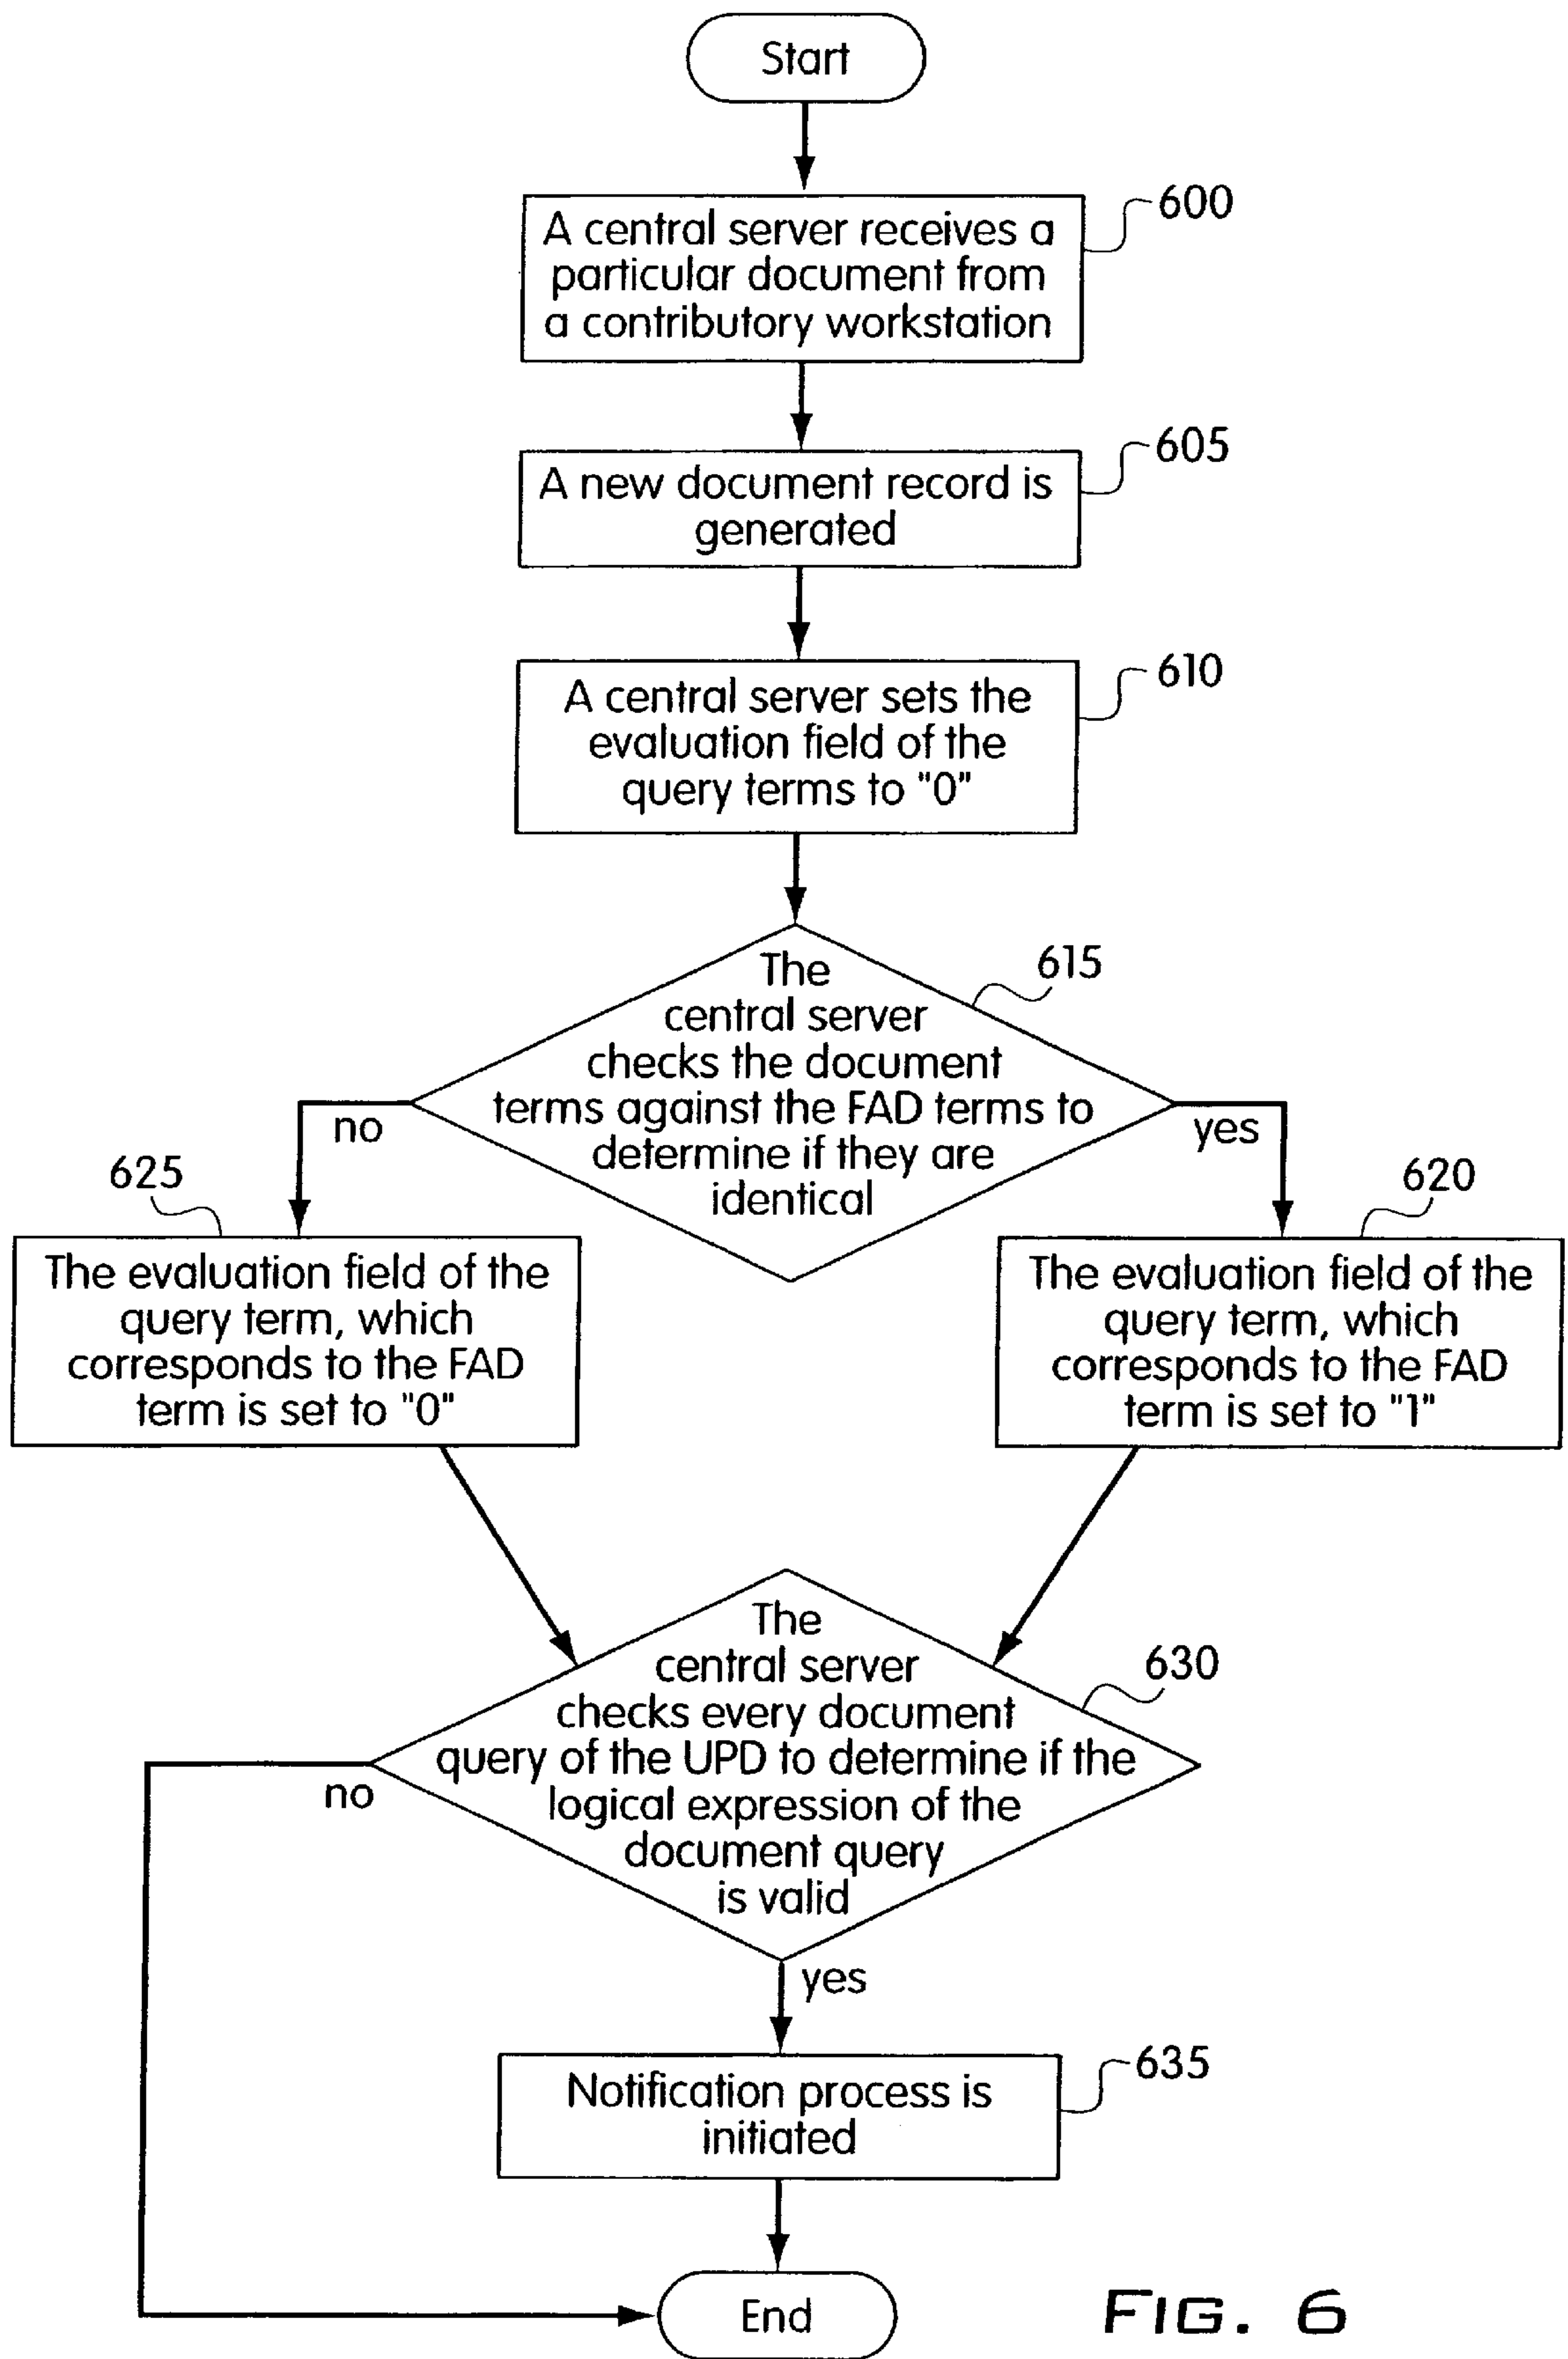 Start
600
A central server receives a
particular document from
a contributory workstation
605
A new document record is
generated
610
A central server sets the
evaluation field of the
query terms to "0"
615
The
central server
checks the document
terms against the FAD terms to
determine if they are
identical
no
yes
625
The evaluation field of the
query term, which
corresponds to the FAD
term is set to "0"
620
The evaluation field of the
query term, which
corresponds to the FAD
term is set to "1"
630
The
central server
checks every document
query of the UPD to determine if the
logical expression of the
document query
is valid
no
yes
635
Notification process is
initiated
End
FIG. 6